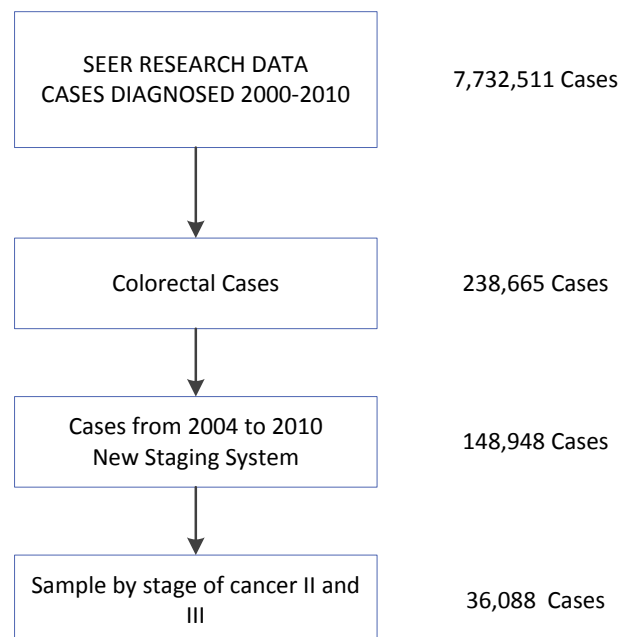 SEER RESEARCH DATA
CASES DIAGNOSED 2000-2010
7,732,511 Cases
Colorectal Cases
238,665 Cases
Cases from 2004 to 2010
New Staging System
148,948 Cases
Sample by stage of cancer II and
III
36,088 Cases